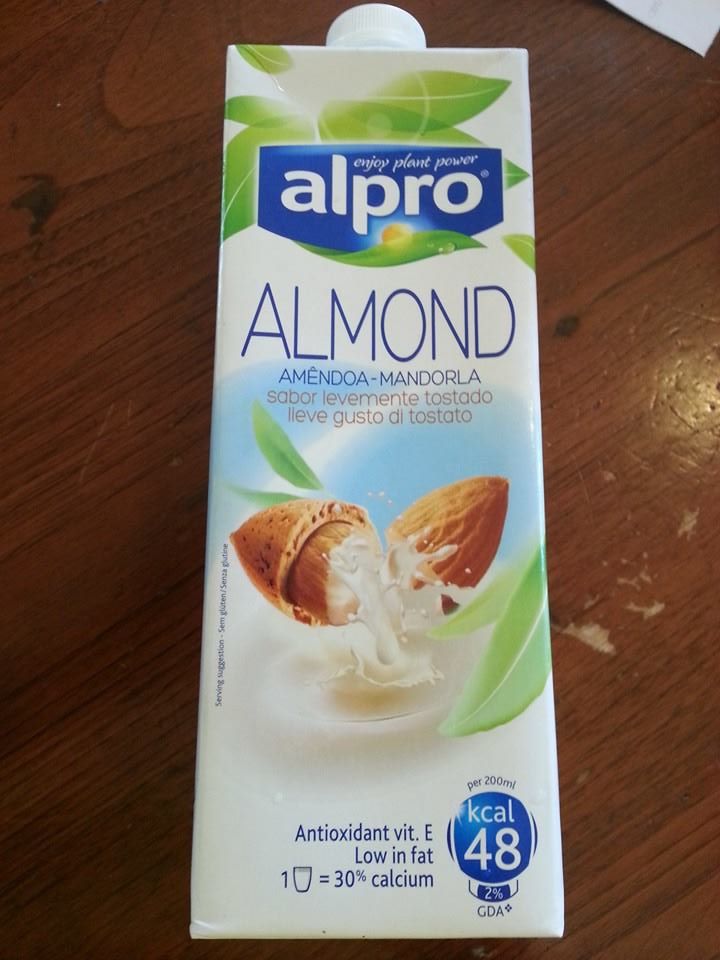 enjoy plant power
alpro®
ALMOND
AMÊNDOA-MANDORLA
sabor levemente tostado
lieve gusto di tostato
Serving suggestion - Sem glúten/Senza glutine
per 200ml
kcal
48
2%
GDA
Antioxidant vit. E
Low in fat
1 = 30% calcium